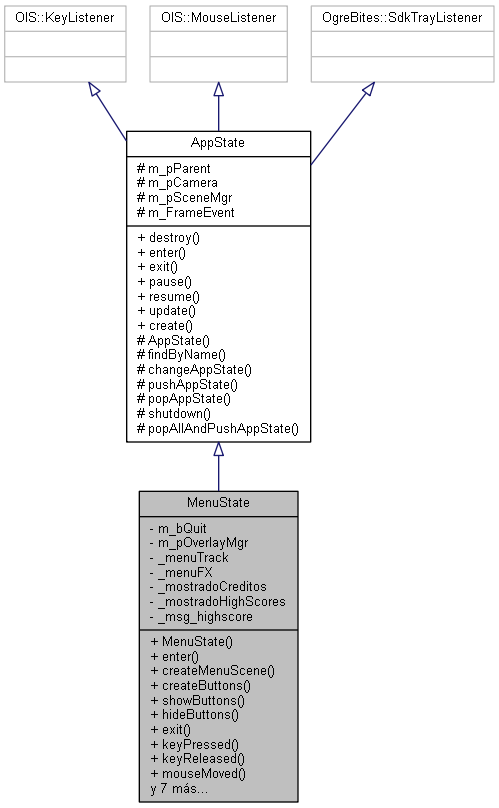 OIS::KeyListener
OIS::MouseListener
OgreBites::SdkTrayListener
AppState
# m_pParent
# m_pCamera
# m_pSceneMgr
# m_FrameEvent
+ destroy()
+ enter()
+ exit()
+ pause()
+ resume()
+ update()
+ create()
# AppState()
# findByName()
# changeAppState()
# pushAppState()
# popAppState()
# shutdown()
# popAllAndPushAppState()
MenuState
- m_bQuit
- m_pOverlayMgr
- _menuTrack
- _menuFX
- _mostradoCreditos
- _mostradoHighScores
- _msg_highscore
+ MenuState()
+ enter()
+ createMenuScene()
+ createButtons()
+ showButtons()
+ hideButtons()
+ exit()
+ keyPressed()
+ keyReleased()
+ mouseMoved()
y 7 más...